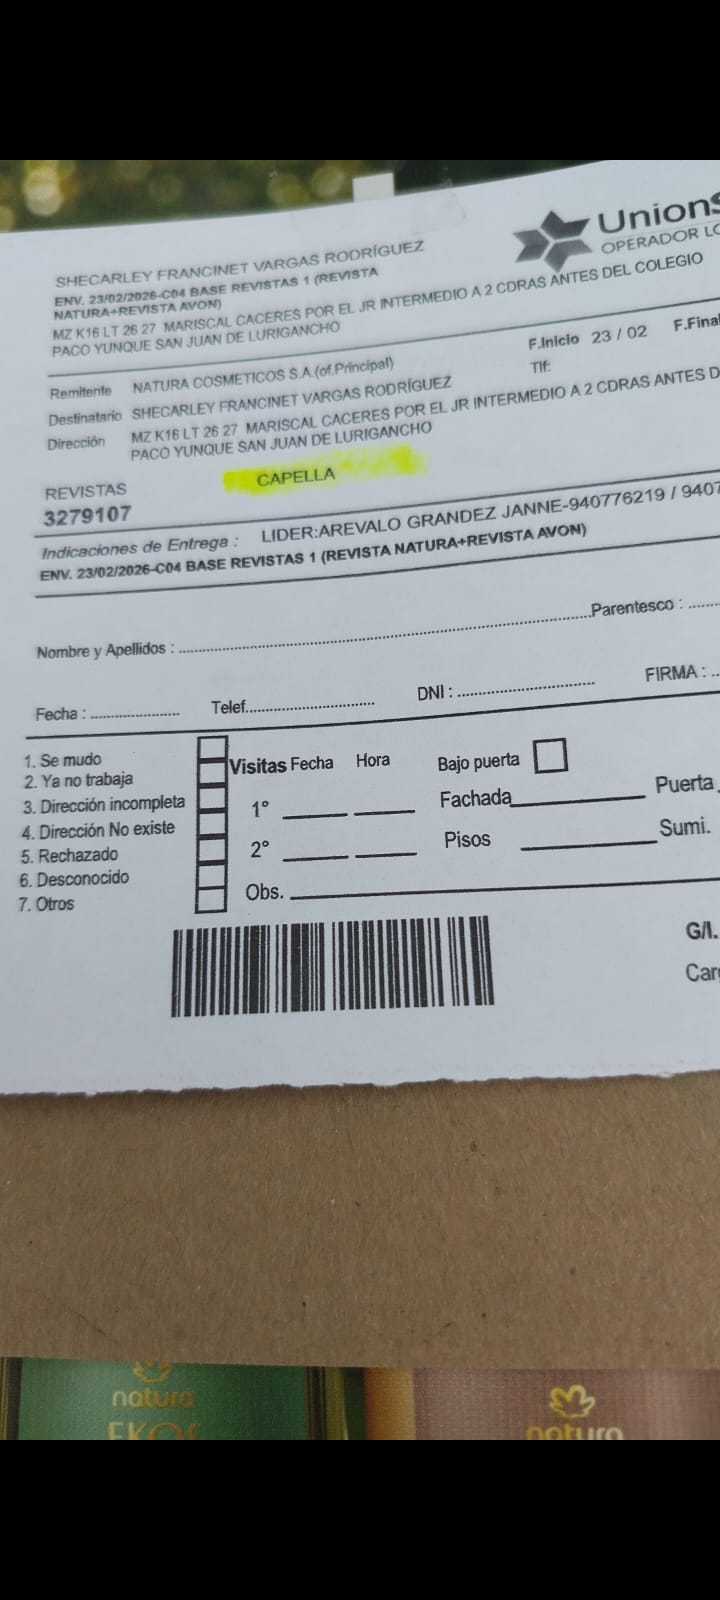 UnionS
OPERADOR LO
SHECARLEY FRANCINET VARGAS RODRÍGUEZ
ENV. 23/02/2026-C04 BASE REVISTAS 1 (REVISTA
NATURA+REVISTA AVON)
MZ K16 LT 26 27 MARISCAL CACERES POR EL JR INTERMEDIO A 2 CDRAS ANTES DEL COLEGIO
PACO YUNQUE SAN JUAN DE LURIGANCHO
Remitente NATURA COSMETICOS S.A.(of.Principal) F.Inicio 23 / 02 F.Final
Destinatario SHECARLEY FRANCINET VARGAS RODRÍGUEZ Tlf:
Dirección MZ K16 LT 26 27 MARISCAL CACERES POR EL JR INTERMEDIO A 2 CDRAS ANTES D
PACO YUNQUE SAN JUAN DE LURIGANCHO
REVISTAS CAPELLA
3279107
Indicaciones de Entrega : LIDER:AREVALO GRANDEZ JANNE-940776219 / 9407
ENV. 23/02/2026-C04 BASE REVISTAS 1 (REVISTA NATURA+REVISTA AVON)
Nombre y Apellidos : Parentesco :
Fecha : Telef. DNI : FIRMA :
1. Se mudo
2. Ya no trabaja
3. Dirección incompleta
4. Dirección No existe
5. Rechazado
6. Desconocido
7. Otros
Visitas Fecha Hora Bajo puerta
1° Fachada Puerta
2° Pisos Sumi.
Obs.
G/I.
Car
natura
EKOS
natura